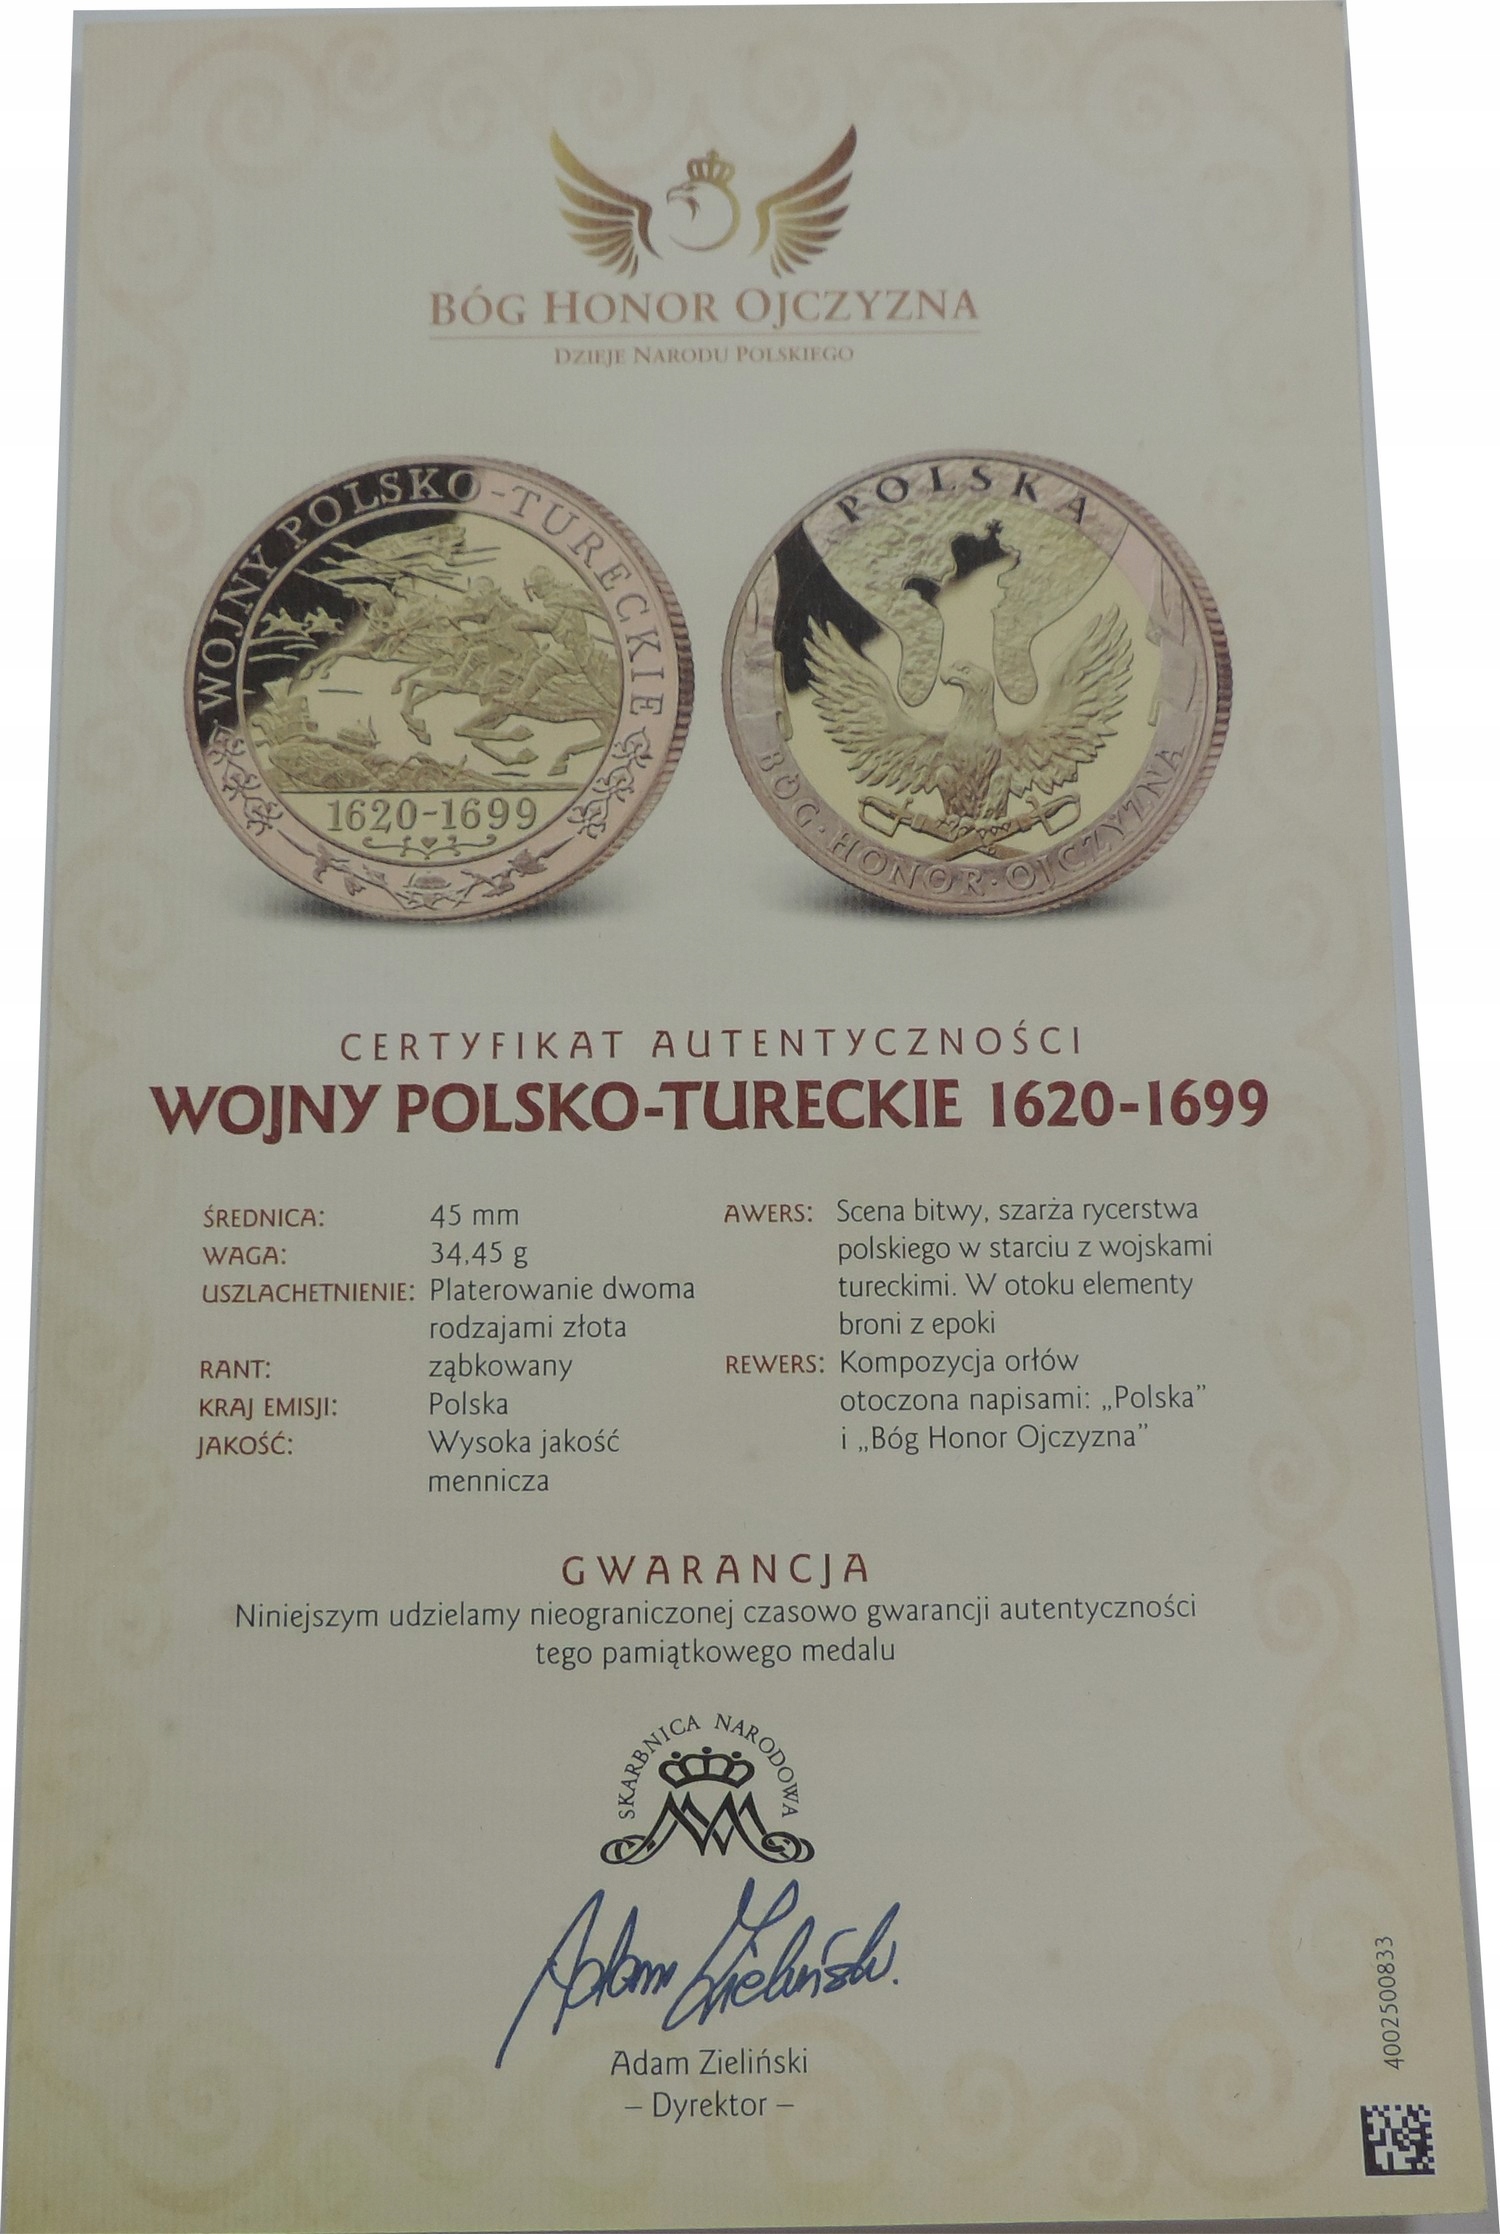 BÓG HONOR OJCZYZNA
DZIEJE NARODU POLSKIEGO
WOJNY POLSKO-TURECKIE
1620-1699
POLSKA
BÓG·HONOR·OJCZYZNA
CERTYFIKAT AUTENTYCZNOŚCI
WOJNY POLSKO-TURECKIE 1620-1699
ŚREDNICA: 45 mm
WAGA: 34,45 g
USZLACHETNIENIE: Platerowanie dwoma
rodzajami złota
RANT: ząbkowany
KRAJ EMISJI: Polska
JAKOŚĆ: Wysoka jakość
mennicza
AWERS: Scena bitwy, szarża rycerstwa
polskiego w starciu z wojskami
tureckimi. W otoku elementy
broni z epoki
REWERS: Kompozycja orłów
otoczona napisami: „Polska”
i „Bóg Honor Ojczyzna”
GWARANCJA
Niniejszym udzielamy nieograniczonej czasowo gwarancji autentyczności
tego pamiątkowego medalu
SKARBNICA NARODOWA
Adam Zieliński
Adam Zieliński
– Dyrektor –
4002500833